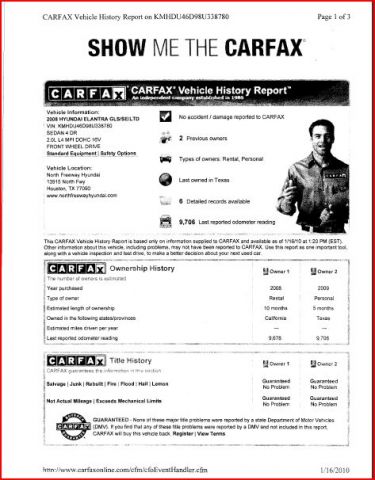 CARFAX Vehicle History Report on KMHDU46D98U338780 Page 1 of 3
SHOW ME THE CARFAX
CARFAX CARFAX Vehicle History Report™
An independent company established in 1986
Vehicle Information:
2008 HYUNDAI ELANTRA GLS/SE/LTD
VIN: KMHDU46D98U338780
SEDAN 4 DR
2.0L L4 MPI DOHC 16V
FRONT WHEEL DRIVE
Standard Equipment | Safety Options
Vehicle Location:
North Freeway Hyundai
Houston, TX 77090
www.northfreewayhyundai.com
No accident / damage reported to CARFAX
2 Previous owners
Types of owners: Rental, Personal
Last owned in Texas
6 Detailed records available
9,706 Last reported odometer reading
This CARFAX Vehicle History Report is based only on information supplied to CARFAX and available as of 1/16/10 at 1:20 PM (EST).
Other information about this vehicle, including problems, may not have been reported to CARFAX. Use this report as one important tool,
along with a vehicle inspection and test drive, to make a better decision about your next used car.
CARFAX Ownership History
The number of owners is estimated
Owner 1 Owner 2
Year purchased 2008 2009
Type of owner Rental Personal
Estimated length of ownership 10 months 5 months
Owned in the following states/provinces California Texas
Estimated miles driven per year --- ---
Last reported odometer reading 9,676 9,706
CARFAX Title History
CARFAX guarantees the information in this section
Owner 1 Owner 2
Salvage | Junk | Rebuilt | Fire | Flood | Hail | Lemon Guaranteed No Problem Guaranteed No Problem
Not Actual Mileage | Exceeds Mechanical Limits Guaranteed No Problem Guaranteed No Problem
CARFAX
GUARANTEED - None of these major title problems were reported by a state Department of Motor Vehicles
(DMV). If you find that any of these title problems were reported by a DMV and not included in this report,
CARFAX will buy this vehicle back. Register | View Terms
http://www.carfaxonline.com/cfm/cfoEventHandler.cfm 1/16/2010